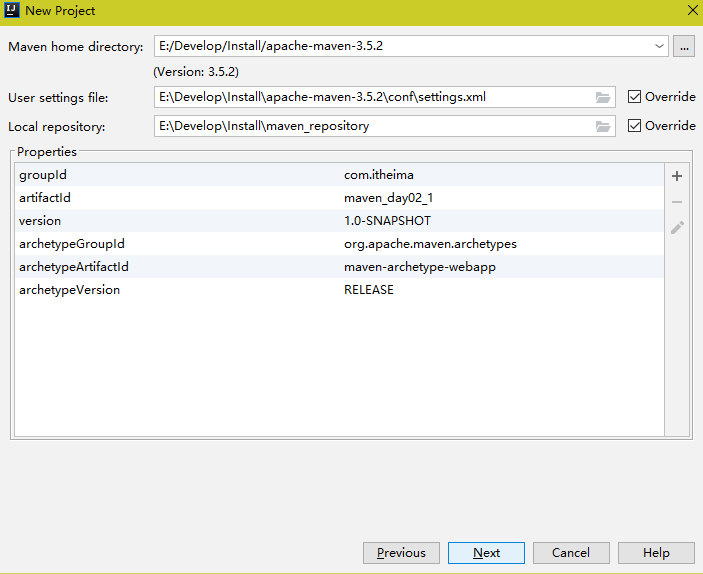 New Project
Maven home directory: E:/Develop/Install/apache-maven-3.5.2 ...
(Version: 3.5.2)
User settings file: E:\Develop\Install\apache-maven-3.5.2\conf\settings.xml Override
Local repository: E:\Develop\Install\maven_repository Override
Properties
groupId com.itheima
artifactId maven_day02_1
version 1.0-SNAPSHOT
archetypeGroupId org.apache.maven.archetypes
archetypeArtifactId maven-archetype-webapp
archetypeVersion RELEASE
Previous Next Cancel Help